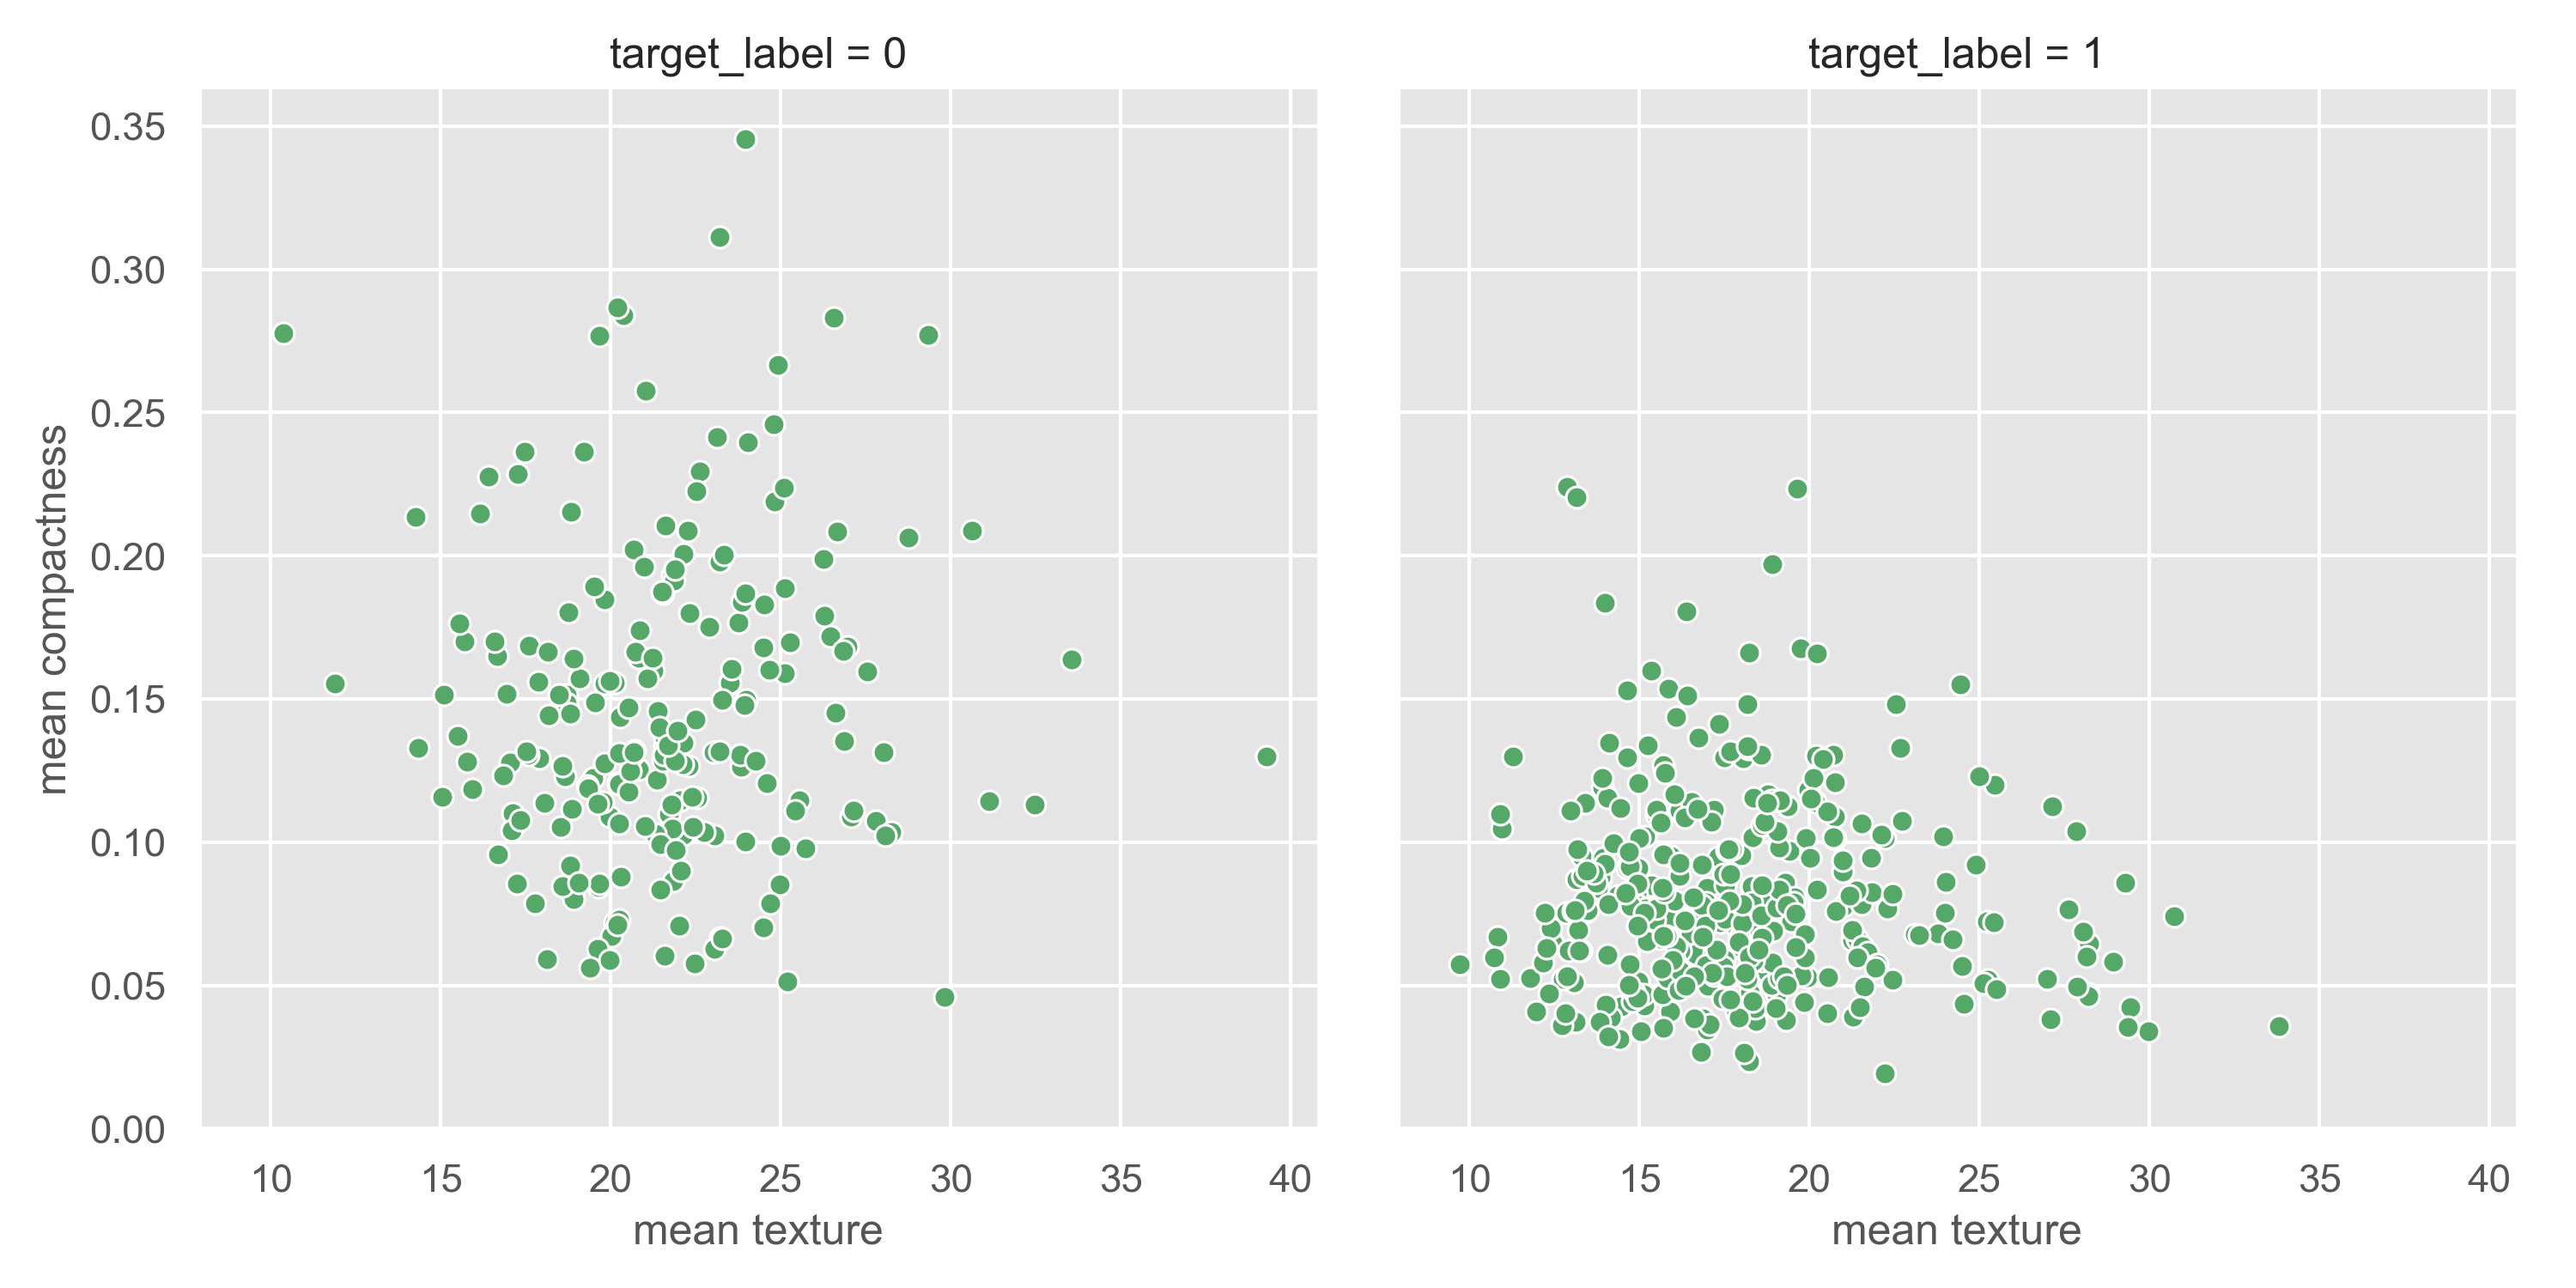 target_label = 0
target_label = 1
0.35
0.30
0.25
0.20
0.15
0.10
0.05
0.00
mean compactness
10 15 20 25 30 35 40
10 15 20 25 30 35 40
mean texture
mean texture